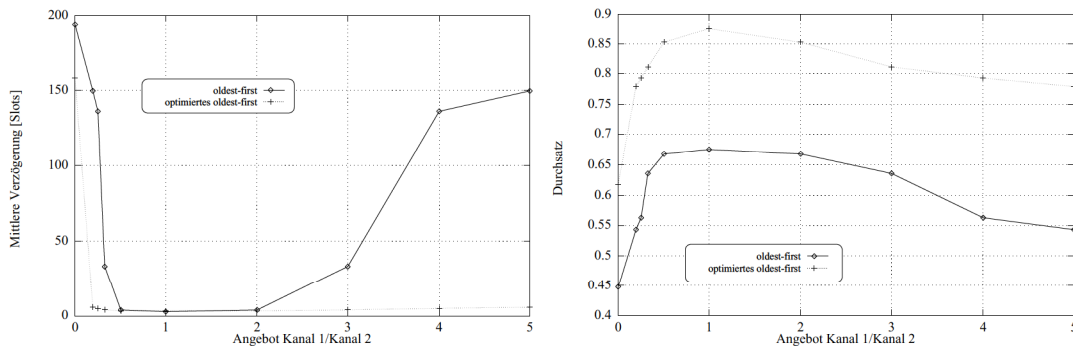 200
150
100
50
0
Mittlere Verzögerung [Slots]
oldest-first
optimiertes oldest-first
0 1 2 3 4 5
Angebot Kanal 1/Kanal 2
0.9
0.85
0.8
0.75
0.7
0.65
0.6
0.55
0.5
0.45
0.4
Durchsatz
oldest-first
optimiertes oldest-first
0 1 2 3 4 5
Angebot Kanal 1/Kanal 2